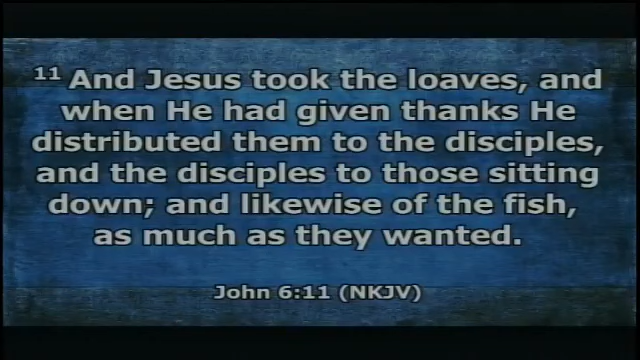 11 And Jesus took the loaves, and
when He had given thanks He
distributed them to the disciples,
and the disciples to those sitting
down; and likewise of the fish,
as much as they wanted.
John 6:11 (NKJV)